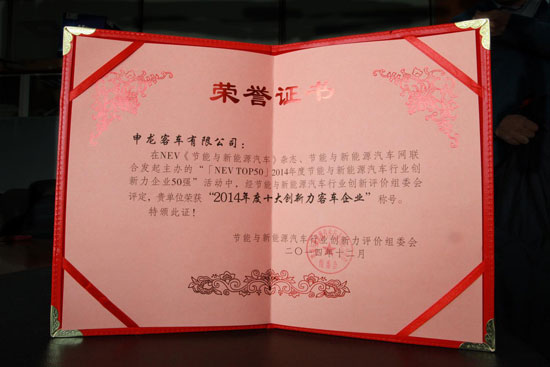 荣誉证书
申龙客车有限公司：
在NEV《节能与新能源汽车》杂志、节能与新能源汽车网联
合发起主办的“「NEV TOP50」2014年度节能与新能源汽车行业创
新力企业50强”活动中，经节能与新能源汽车行业创新评价组委会
评定，贵单位荣获“2014年度十大创新力客车企业”称号。
特颁此证！
节能与新能源汽车行业创新力评价组委会
二〇一四年十二月